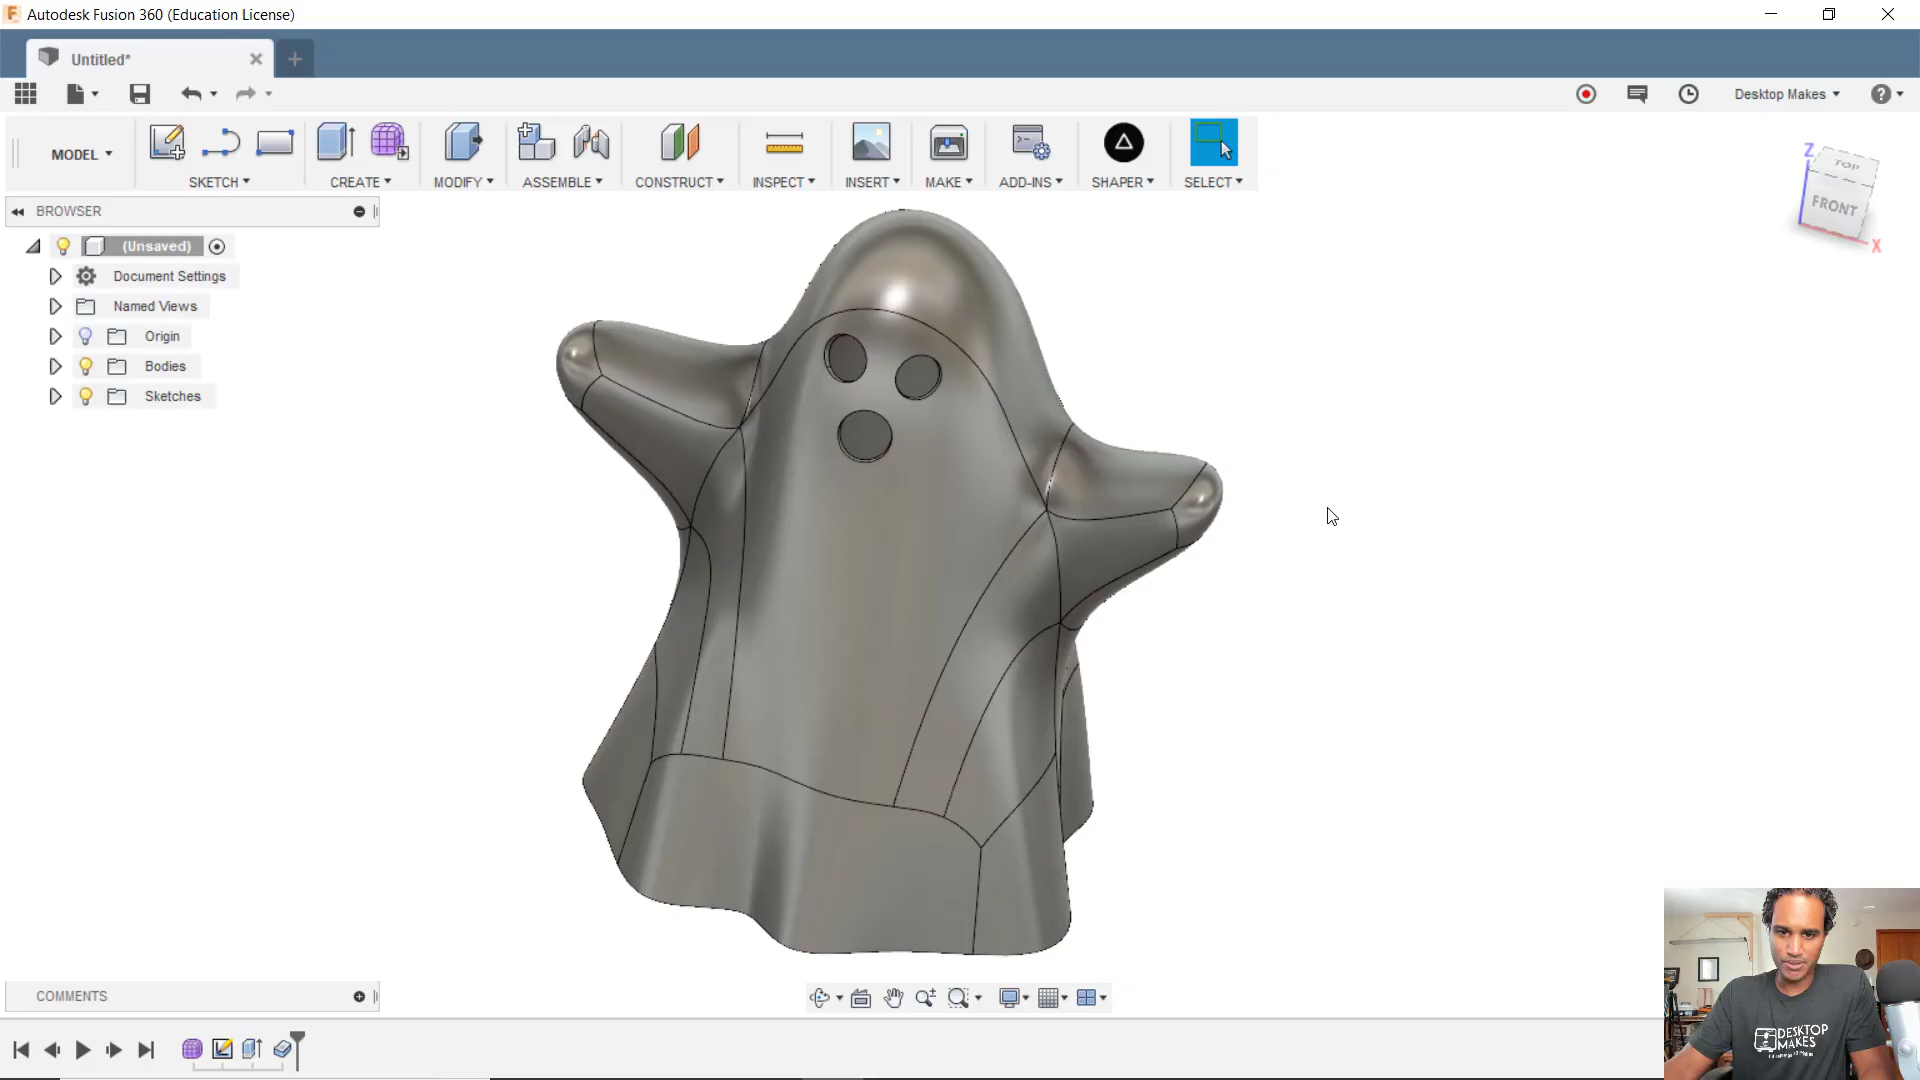 Autodesk Fusion 360 (Education License)
Untitled*
Desktop Makes
MODEL
SKETCH
CREATE
MODIFY
ASSEMBLE
CONSTRUCT
INSPECT
INSERT
MAKE
ADD-INS
SHAPER
SELECT
Z
TOP
FRONT
X
BROWSER
(Unsaved)
Document Settings
Named Views
Origin
Bodies
Sketches
COMMENTS
DESKTOP
MAKES